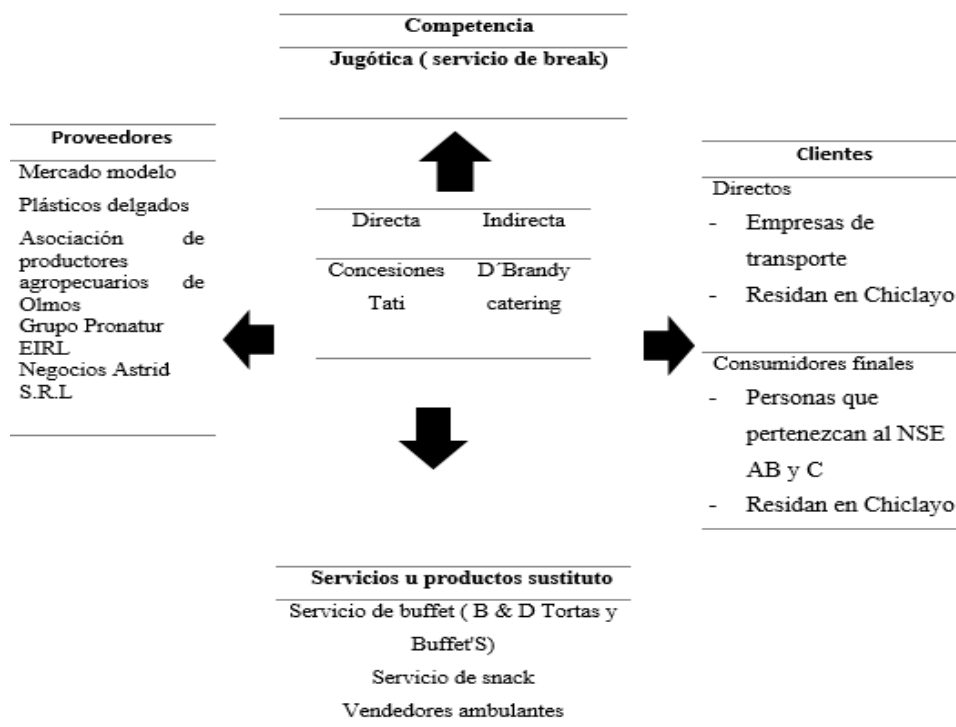 Competencia
Jugótica ( servicio de break)
Proveedores
Mercado modelo
Plásticos delgados
Asociación de
productores
agropecuarios de
Olmos
Grupo Pronatur
EIRL
Negocios Astrid
S.R.L
Directa Indirecta
Concesiones D´Brandy
Tati catering
Clientes
Directos
- Empresas de
transporte
- Residan en Chiclayo
Consumidores finales
- Personas que
pertenezcan al NSE
AB y C
- Residan en Chiclayo
Servicios u productos sustituto
Servicio de buffet ( B & D Tortas y
Buffet'S)
Servicio de snack
Vendedores ambulantes